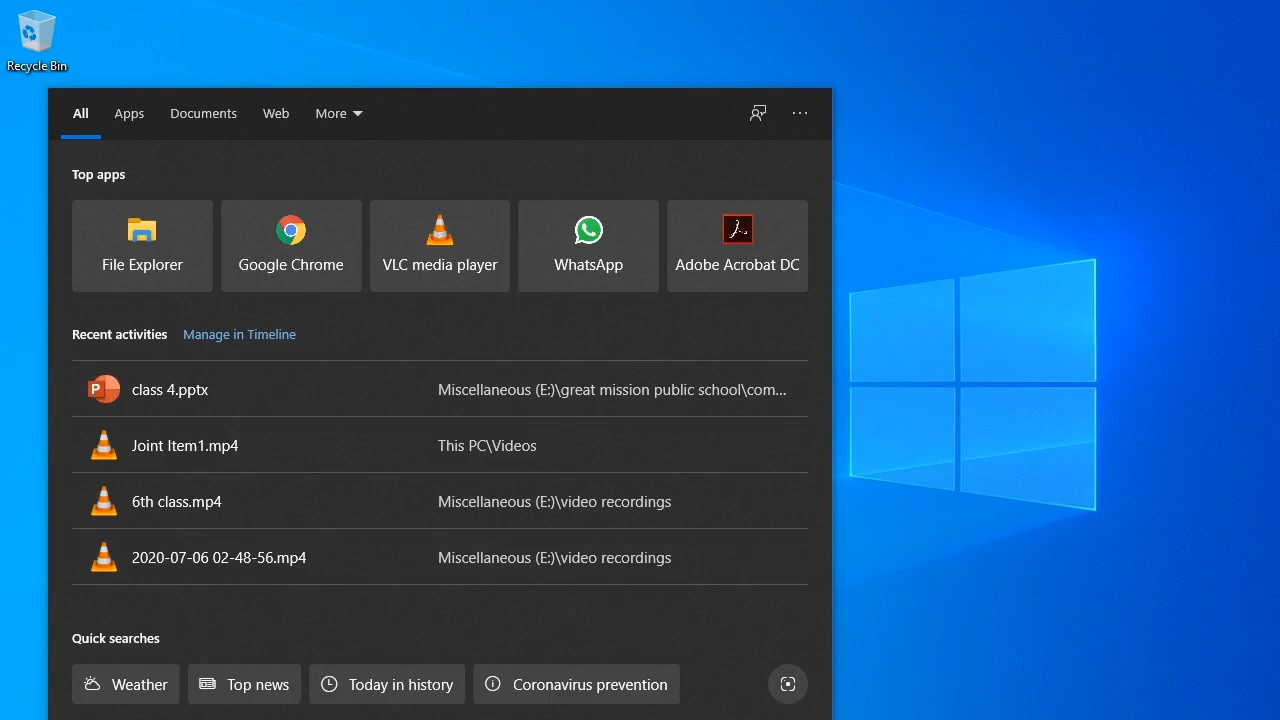 Recycle Bin
All Apps Documents Web More
Top apps
File Explorer Google Chrome VLC media player WhatsApp Adobe Acrobat DC
Recent activities Manage in Timeline
P class 4.pptx Miscellaneous (E:)\great mission public school\com...
Joint Item1.mp4 This PC\Videos
6th class.mp4 Miscellaneous (E:)\video recordings
2020-07-06 02-48-56.mp4 Miscellaneous (E:)\video recordings
Quick searches
Weather Top news Today in history Coronavirus prevention